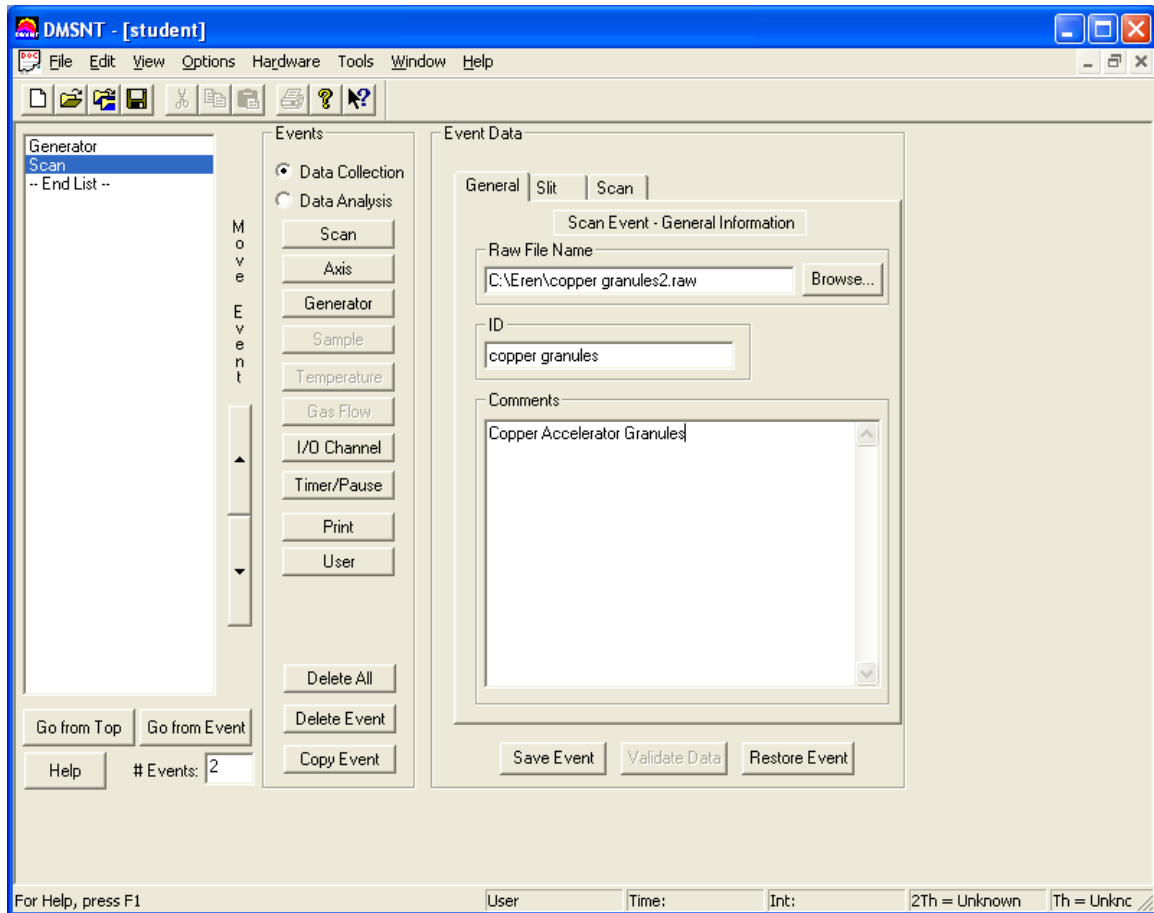 DMSNT - [student]
File Edit View Options Hardware Tools Window Help
Generator
Scan
-- End List --
Move Event
Go from Top
Go from Event
Help
# Events: 2
Events
Data Collection
Data Analysis
Scan
Axis
Generator
Sample
Temperature
Gas Flow
I/O Channel
Timer/Pause
Print
User
Delete All
Delete Event
Copy Event
Event Data
General Slit Scan
Scan Event - General Information
Raw File Name
C:\Eren\copper granules2.raw
Browse...
ID
copper granules
Comments
Copper Accelerator Granules
Save Event
Validate Data
Restore Event
For Help, press F1
User
Time:
Int:
2Th = Unknown
Th = Unknc